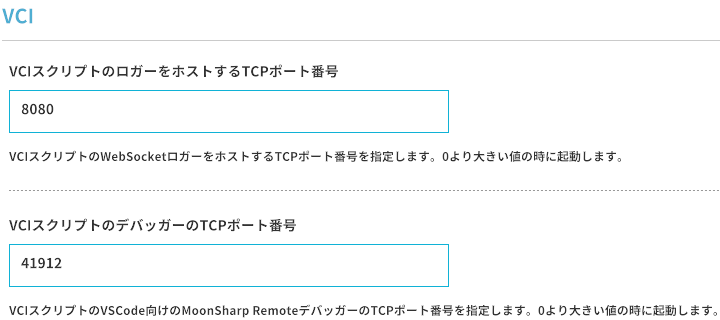 VCI
VCIスクリプトのロガーをホストするTCPポート番号
8080
VCIスクリプトのWebSocketロガーをホストするTCPポート番号を指定します。0より大きい値の時に起動します。
VCIスクリプトのデバッガーのTCPポート番号
41912
VCIスクリプトのVSCode向けのMoonSharp RemoteデバッガーのTCPポート番号を指定します。0より大きい値の時に起動します。